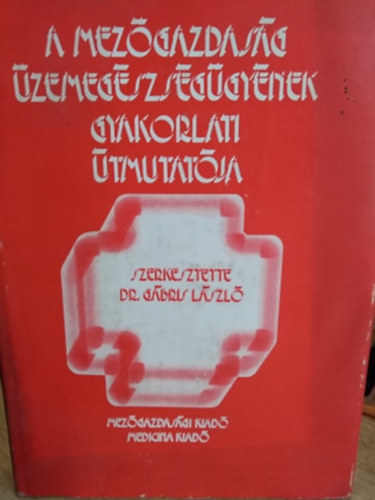 A MEZŐGAZDASÁG
ÜZEMEGÉSZSÉGÜGYÉNEK
GYAKORLATI
ÚTMUTATÓJA
SZERKESZTETTE
DR. GÁBRIS LÁSZLÓ
MEZŐGAZDASÁGI KIADÓ
MEDICINA KIADÓ